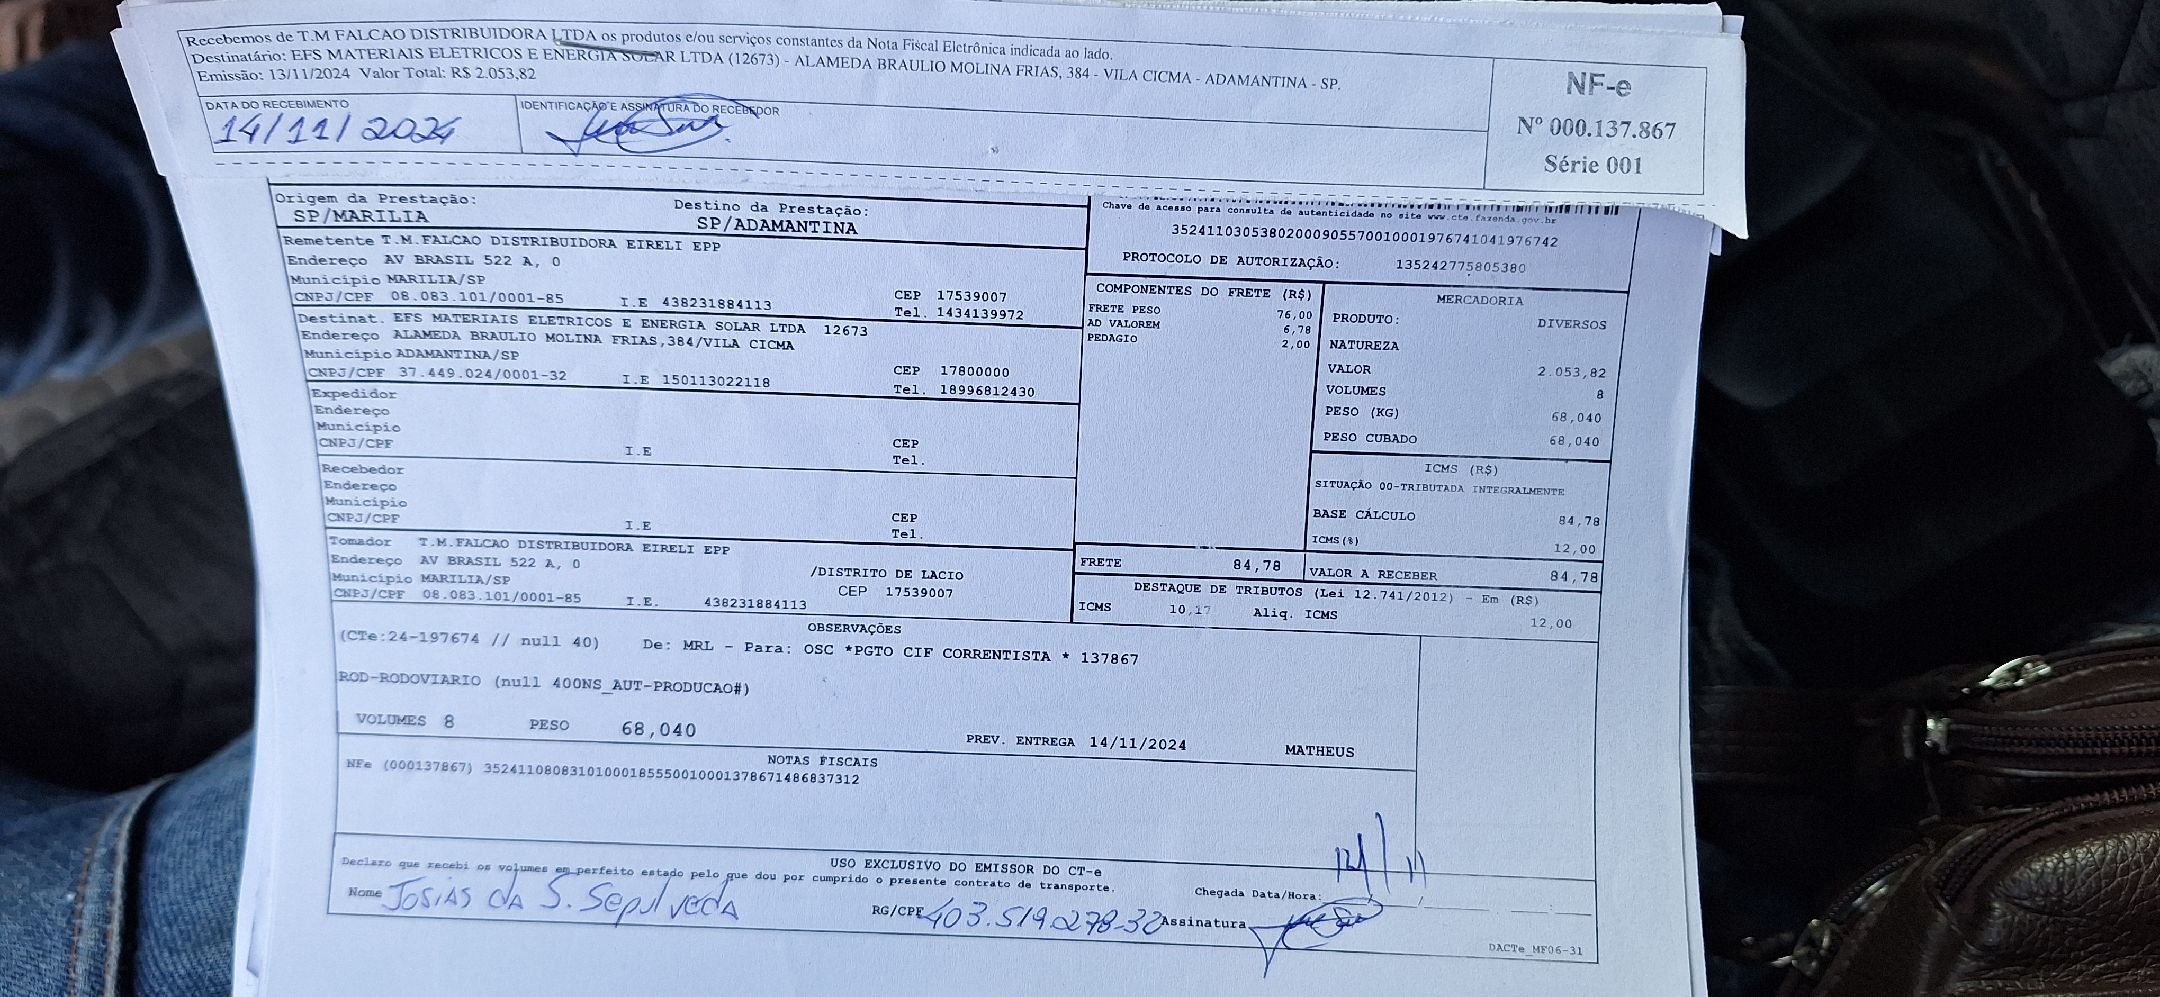 Recebemos de T.M FALCAO DISTRIBUIDORA LTDA os produtos e/ou serviços constantes da Nota Fiscal Eletrônica indicada ao lado.
Destinatário: EFS MATERIAIS ELETRICOS E ENERGIA SOLAR LTDA (12673) - ALAMEDA BRAULIO MOLINA FRIAS, 384 - VILA CICMA - ADAMANTINA - SP.
Emissão: 13/11/2024 Valor Total: R$ 2.053,82
NF-e
Nº 000.137.867
Série 001
DATA DO RECEBIMENTO
14/11/2024
IDENTIFICAÇÃO E ASSINATURA DO RECEBEDOR
Origem da Prestação:
SP/MARILIA
Destino da Prestação:
SP/ADAMANTINA
Chave de acesso para consulta de autenticidade no site www.cte.fazenda.gov.br
35241103053802000905570010001976741041976742
PROTOCOLO DE AUTORIZAÇÃO: 135242775805380
Remetente T.M.FALCAO DISTRIBUIDORA EIRELI EPP
Endereço AV BRASIL 522 A, 0
Município MARILIA/SP
CEP 17539007
CNPJ/CPF 08.083.101/0001-85 I.E 438231884113 Tel. 1434139972
Destinat. EFS MATERIAIS ELETRICOS E ENERGIA SOLAR LTDA 12673
Endereço ALAMEDA BRAULIO MOLINA FRIAS,384/VILA CICMA
Município ADAMANTINA/SP
CEP 17800000
CNPJ/CPF 37.449.024/0001-32 I.E 150113022118 Tel. 18996812430
Expedidor
Endereço
Município
CEP
CNPJ/CPF I.E Tel.
Recebedor
Endereço
Município
CEP
CNPJ/CPF I.E Tel.
Tomador T.M.FALCAO DISTRIBUIDORA EIRELI EPP
Endereço AV BRASIL 522 A, 0 /DISTRITO DE LACIO
Município MARILIA/SP CEP 17539007
CNPJ/CPF 08.083.101/0001-85 I.E. 438231884113
COMPONENTES DO FRETE (R$)
FRETE PESO 76,00
AD VALOREM 6,78
PEDAGIO 2,00
MERCADORIA
PRODUTO: DIVERSOS
NATUREZA
VALOR 2.053,82
VOLUMES 8
PESO (KG) 68,040
PESO CUBADO 68,040
ICMS (R$)
SITUAÇÃO 00-TRIBUTADA INTEGRALMENTE
BASE CÁLCULO 84,78
ICMS(%) 12,00
FRETE 84,78
VALOR A RECEBER 84,78
DESTAQUE DE TRIBUTOS (Lei 12.741/2012) - Em (R$)
ICMS 10,17 Aliq. ICMS 12,00
OBSERVAÇÕES
(CTe:24-197674 // null 40) De: MRL - Para: OSC *PGTO CIF CORRENTISTA * 137867
ROD-RODOVIARIO (null 400NS_AUT-PRODUCAO#)
VOLUMES 8 PESO 68,040 PREV. ENTREGA 14/11/2024 MATHEUS
NOTAS FISCAIS
NFe (000137867) 35241108083101000185550010001378671486837312
USO EXCLUSIVO DO EMISSOR DO CT-e
Declaro que recebi os volumes em perfeito estado pelo que dou por cumprido o presente contrato de transporte.
Chegada Data/Hora: 14/11
Nome Josias da S. Sepulveda RG/CPF 403.519.278-32 Assinatura
DACTe_MF06-31